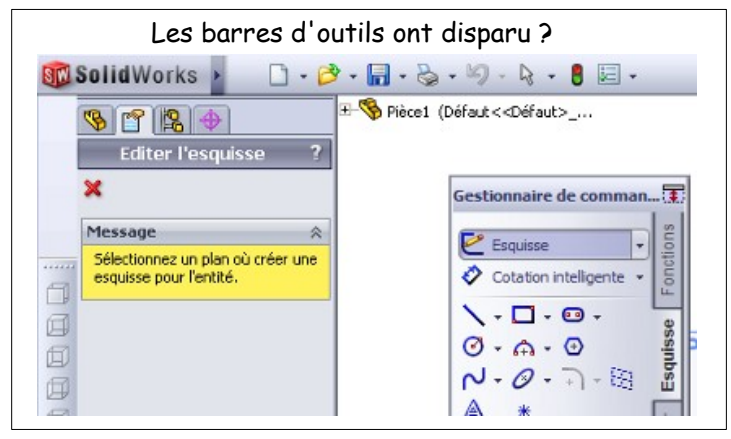 Les barres d'outils ont disparu ?
SolidWorks
Pièce1 (Défaut<<Défaut>_...
Editer l'esquisse ?
Message
Sélectionnez un plan où créer une
esquisse pour l'entité.
Gestionnaire de comman...
Esquisse
Cotation intelligente
Fonctions
Esquisse